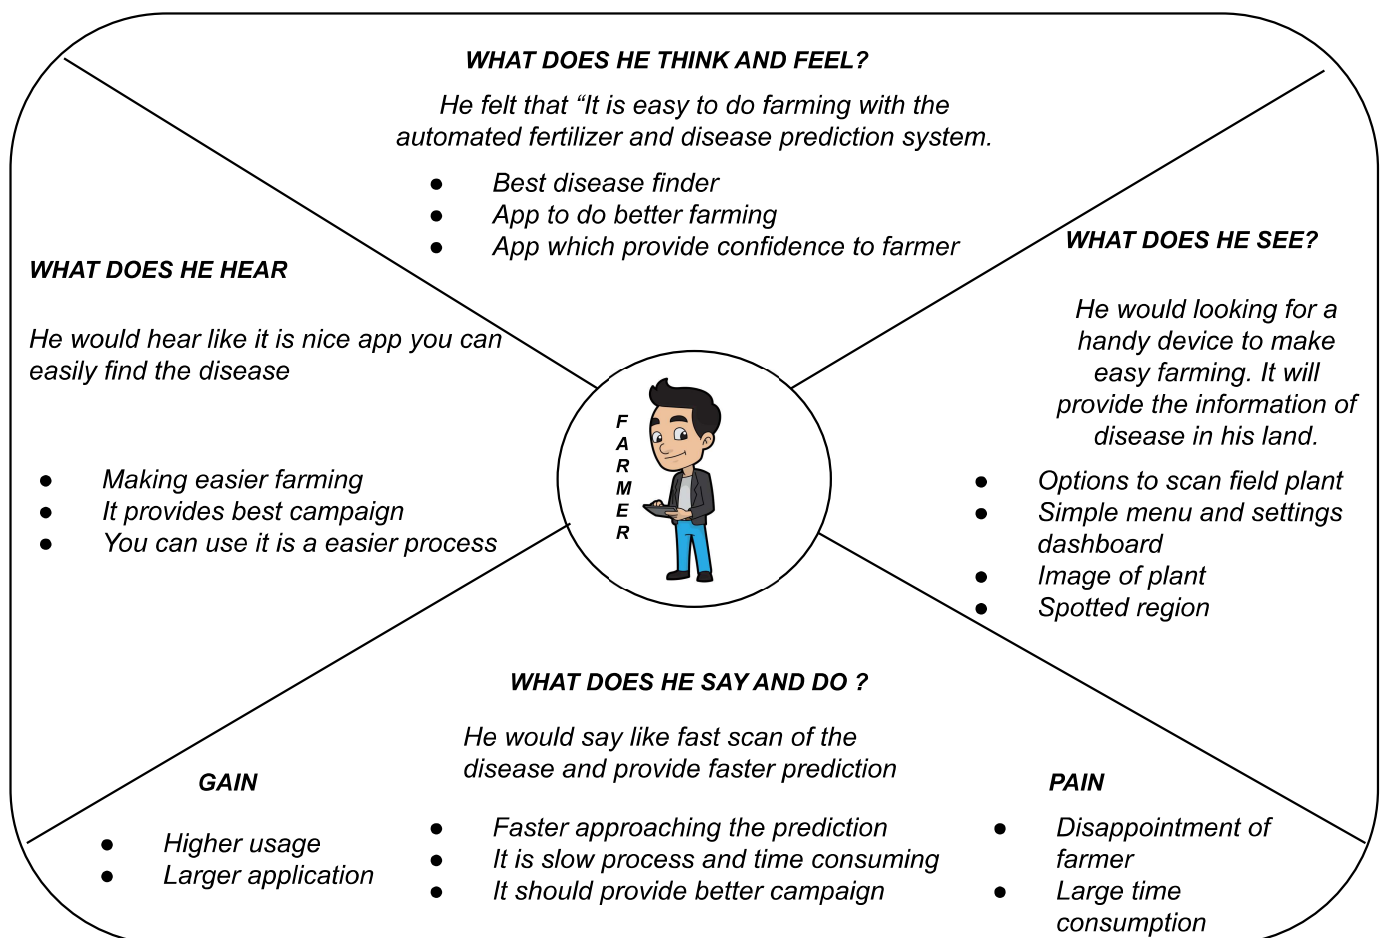 WHAT DOES HE THINK AND FEEL?
He felt that “It is easy to do farming with the
automated fertilizer and disease prediction system.
● Best disease finder
● App to do better farming
● App which provide confidence to farmer
WHAT DOES HE HEAR
He would hear like it is nice app you can
easily find the disease
● Making easier farming
● It provides best campaign
● You can use it is a easier process
F
A
R
M
E
R
WHAT DOES HE SEE?
He would looking for a
handy device to make
easy farming. It will
provide the information of
disease in his land.
● Options to scan field plant
● Simple menu and settings
dashboard
● Image of plant
● Spotted region
WHAT DOES HE SAY AND DO ?
He would say like fast scan of the
disease and provide faster prediction
● Faster approaching the prediction
● It is slow process and time consuming
● It should provide better campaign
GAIN
● Higher usage
● Larger application
PAIN
● Disappointment of
farmer
● Large time
consumption